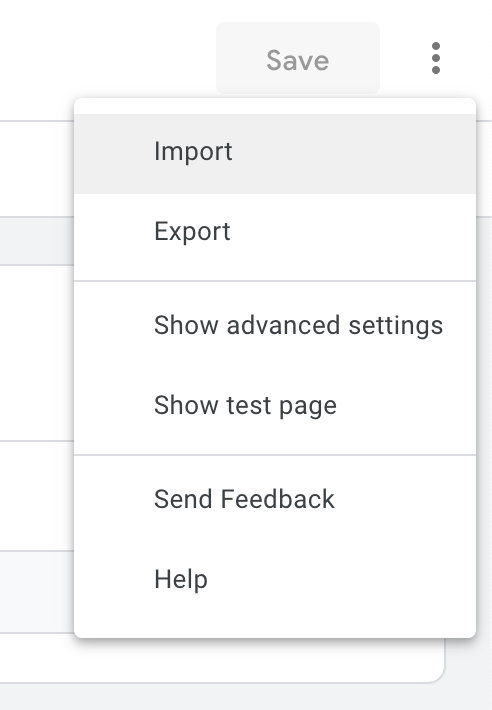 Save
Import
Export
Show advanced settings
Show test page
Send Feedback
Help